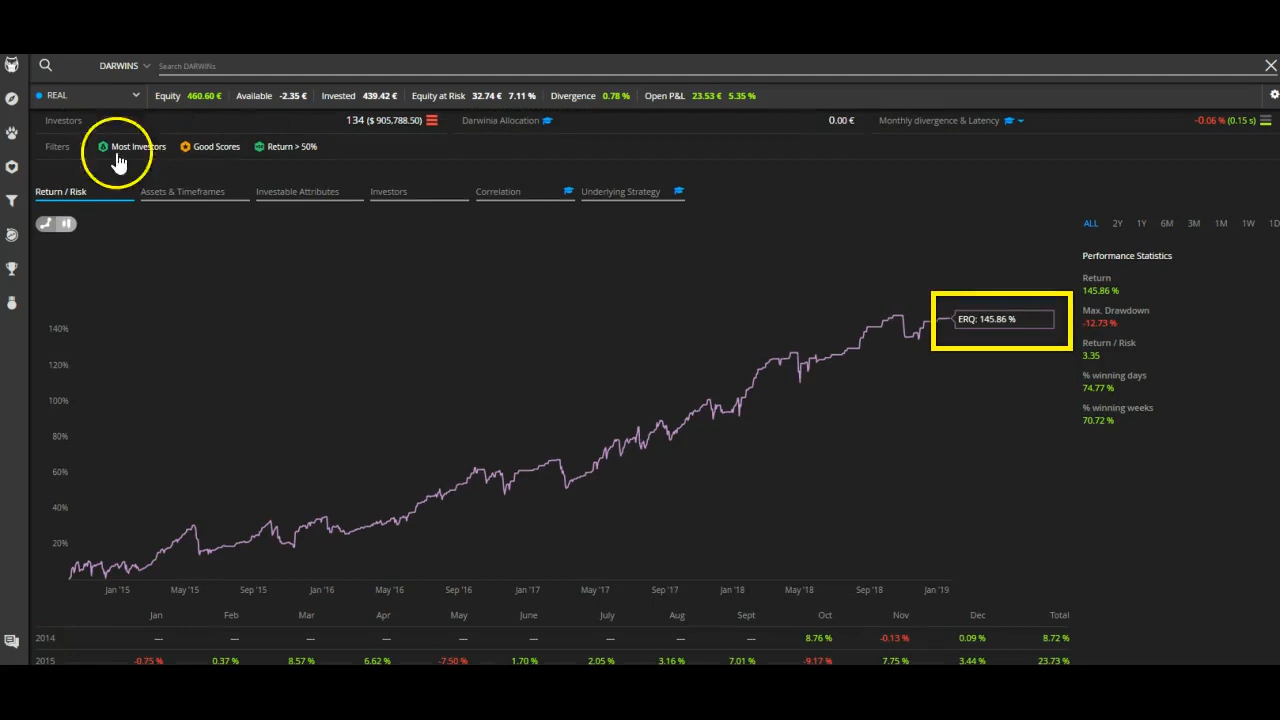 DARWINS Search DARWINs
REAL Equity 460.60 € Available -2.35 € Invested 439.42 € Equity at Risk 32.74 € 7.11 % Divergence 0.78 % Open P&L 23.53 € 5.35 %
Investors 134 ($ 905,788.50) Darwinia Allocation 0.00 € Monthly divergence & Latency -0.06 % (0.15 s)
Filters Most Investors Good Scores Return > 50%
Return / Risk Assets & Timeframes Investable Attributes Investors Correlation Underlying Strategy
ALL 2Y 1Y 6M 3M 1M 1W 1D
Performance Statistics
Return
145.86 %
Max. Drawdown
-12.73 %
Return / Risk
3.35
% winning days
74.77 %
% winning weeks
70.72 %
ERQ: 145.86 %
140%
120%
100%
80%
60%
40%
20%
Jan '15 May '15 Sep '15 Jan '16 May '16 Sep '16 Jan '17 May '17 Sep '17 Jan '18 May '18 Sep '18 Jan '19
Jan Feb Mar Apr May June July Aug Sept Oct Nov Dec Total
2014 — — — — — — — — — 8.76 % -0.13 % 0.09 % 8.72 %
2015 -0.75 % 0.37 % 8.57 % 6.62 % -7.50 % 1.70 % 2.05 % 3.16 % 7.01 % -9.17 % 7.75 % 3.44 % 23.73 %